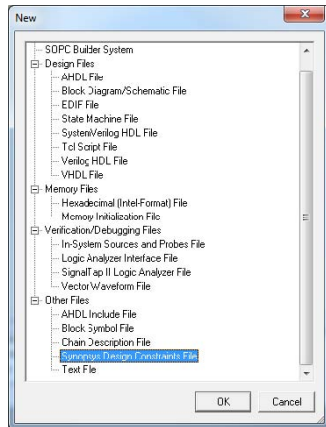 New
SOPC Builder System
Design Files
AHDL File
Block Diagram/Schematic File
EDIF File
State Machine File
SystemVerilog HDL File
Tcl Script File
Verilog HDL File
VHDL File
Memory Files
Hexadecimal (Intel-Format) File
Memory Initialization File
Verification/Debugging Files
In-System Sources and Probes File
Logic Analyzer Interface File
SignalTap II Logic Analyzer File
Vector Waveform File
Other Files
AHDL Include File
Block Symbol File
Chain Description File
Synopsys Design Constraints File
Text File
OK
Cancel